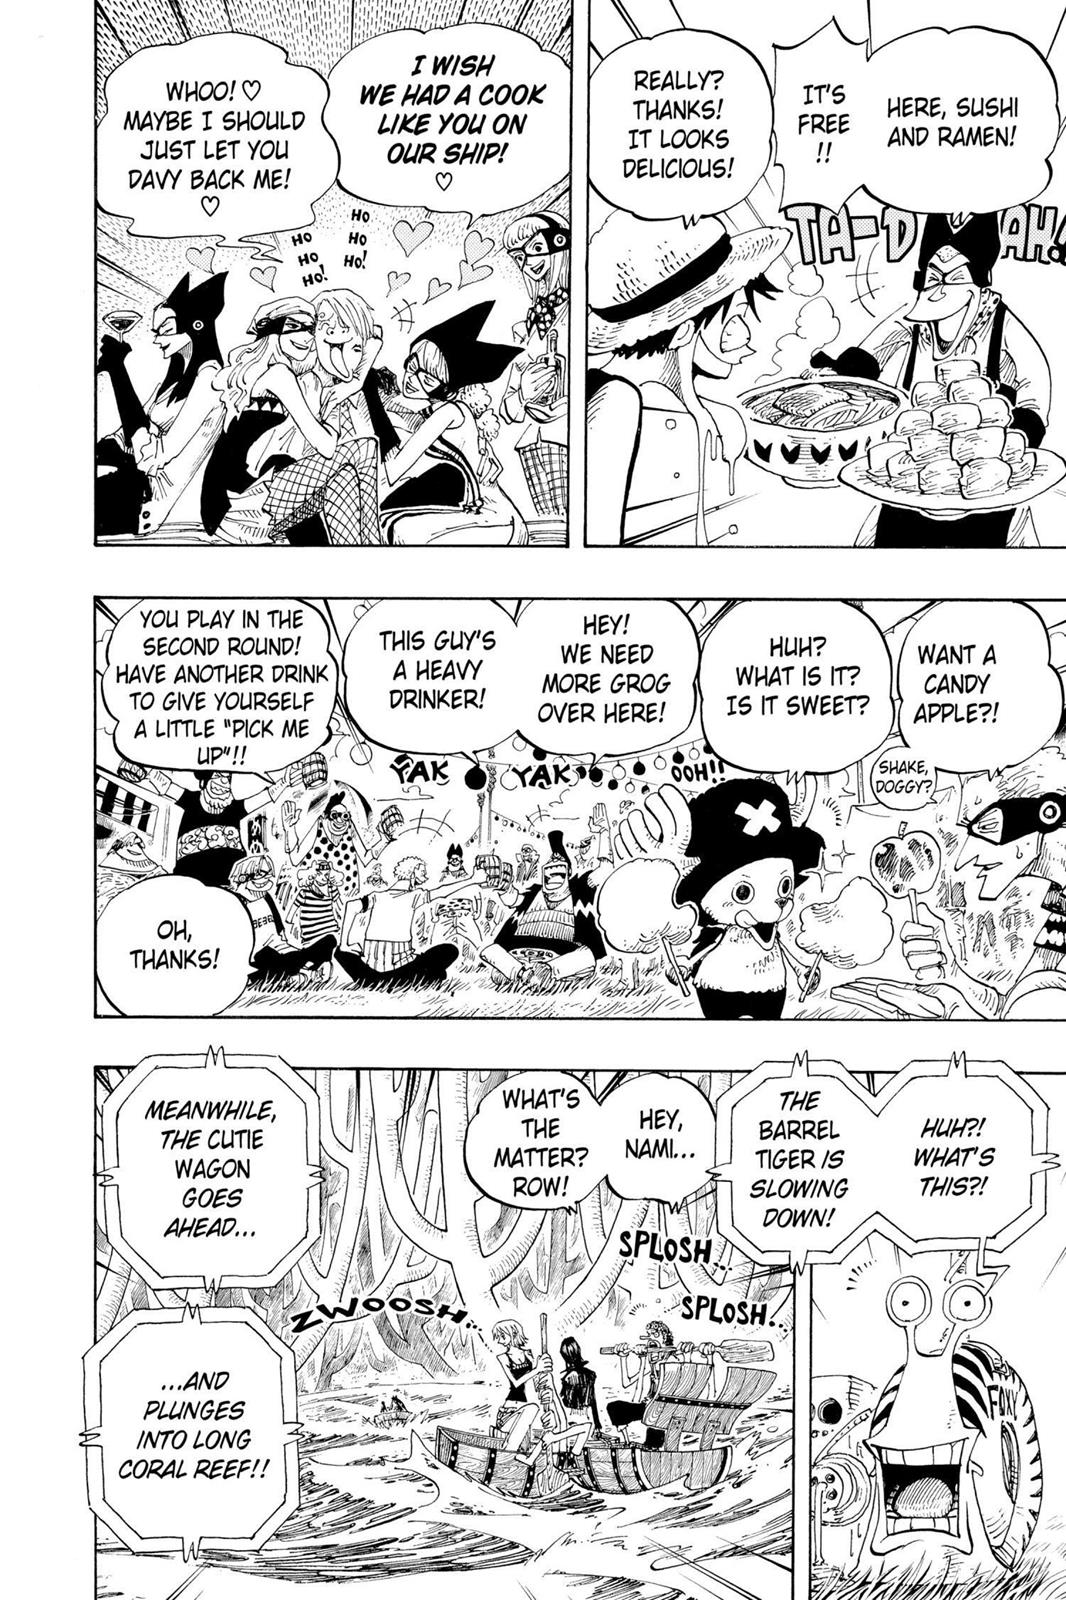 HERE, SUSHI
AND RAMEN!
IT'S
FREE
!!
REALLY?
THANKS!
IT LOOKS
DELICIOUS!
I WISH
WE HAD A COOK
LIKE YOU ON
OUR SHIP!
♡
WHOO! ♡
MAYBE I SHOULD
JUST LET YOU
DAVY BACK ME!
♡
HO
HO
HO!
HO
HO
HO!
WANT A
CANDY
APPLE?!
SHAKE,
DOGGY?
HUH?
WHAT IS IT?
IS IT SWEET?
OOH!!
HEY!
WE NEED
MORE GROG
OVER HERE!
THIS GUY'S
A HEAVY
DRINKER!
YAK
YAK
YOU PLAY IN THE
SECOND ROUND!
HAVE ANOTHER DRINK
TO GIVE YOURSELF
A LITTLE "PICK ME
UP"!!
OH,
THANKS!
HUH?!
WHAT'S
THIS?!
THE
BARREL
TIGER IS
SLOWING
DOWN!
FOXY
HEY,
NAMI...
WHAT'S
THE
MATTER?
ROW!
SPLOSH...
SPLOSH...
ZWOOSH...
MEANWHILE,
THE CUTIE
WAGON
GOES
AHEAD...
...AND
PLUNGES
INTO LONG
CORAL REEF!!